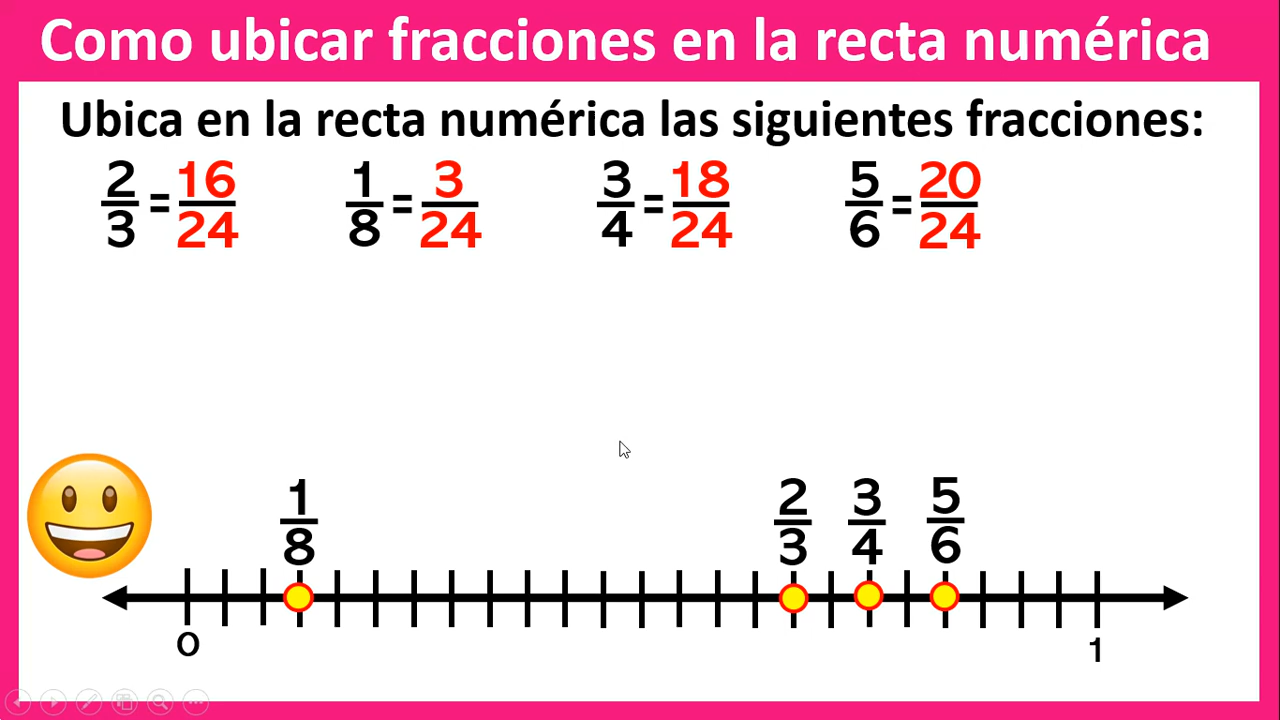 Como ubicar fracciones en la recta numérica
Ubica en la recta numérica las siguientes fracciones:
2/3 = 16/24 1/8 = 3/24 3/4 = 18/24 5/6 = 20/24
1/8 2/3 3/4 5/6
0 1